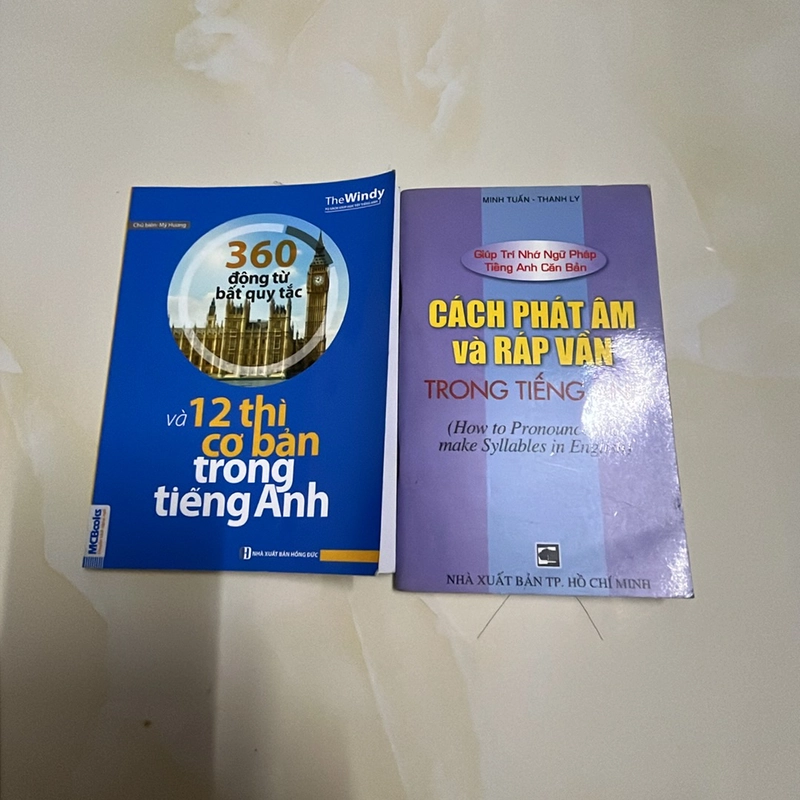 TheWindy
Chủ biên: Mỹ Hương
360
động từ
bất quy tắc
và 12 thì
cơ bản
trong
tiếng Anh
MCBooks
NHÀ XUẤT BẢN HỒNG ĐỨC
MINH TUẤN - THANH LY
Giúp Trí Nhớ Ngữ Pháp
Tiếng Anh Căn Bản
CÁCH PHÁT ÂM
và RÁP VẦN
TRONG TIẾNG
(How to Pronounc
make Syllables in Eng
NHÀ XUẤT BẢN TP. HỒ CHÍ MINH